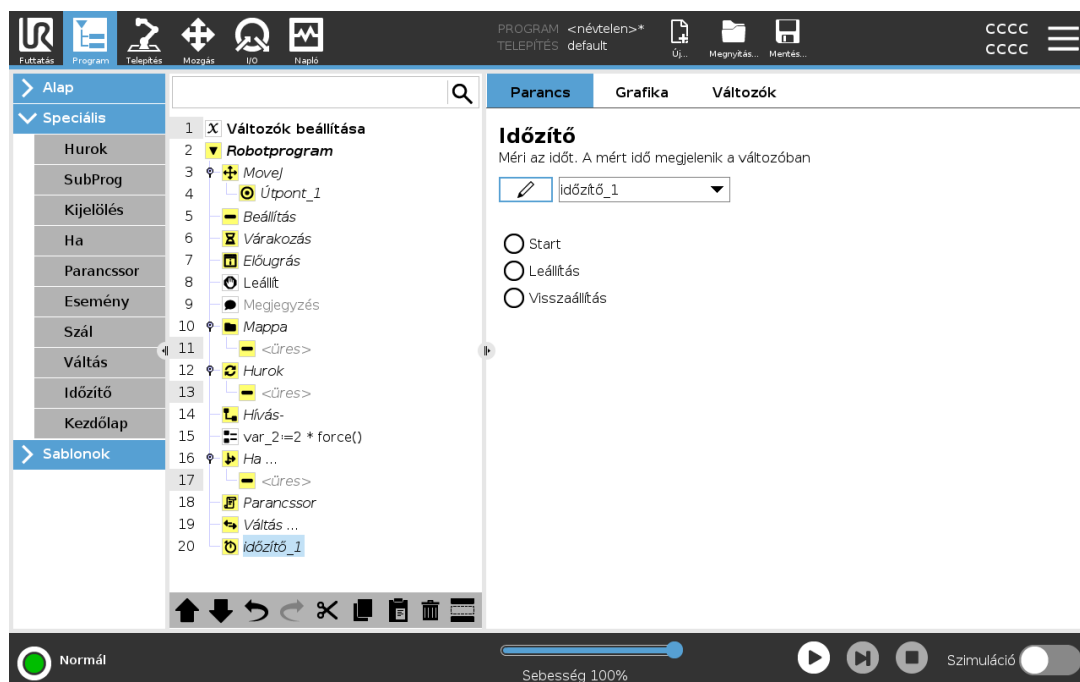 PROGRAM <névtelen>*
TELEPÍTÉS default
Futtatás
Program
Telepítés
Mozgás
I/O
Napló
Új...
Megnyitás...
Mentés...
CCCC
CCCC
Alap
Speciális
Hurok
SubProg
Kijelölés
Ha
Parancssor
Esemény
Szál
Váltás
Időzítő
Kezdőlap
Sablonok
1 X Változók beállítása
2 Robotprogram
3 MoveJ
4 Útpont_1
5 Beállítás
6 Várakozás
7 Előugrás
8 Leállít
9 Megjegyzés
10 Mappa
11 <üres>
12 Hurok
13 <üres>
14 Hívás-
15 var_2≔2 * force()
16 Ha ...
17 <üres>
18 Parancssor
19 Váltás ...
20 időzítő_1
Parancs
Grafika
Változók
Időzítő
Méri az időt. A mért idő megjelenik a változóban
időzítő_1
Start
Leállítás
Visszaállítás
Normál
Sebesség 100%
Szimuláció